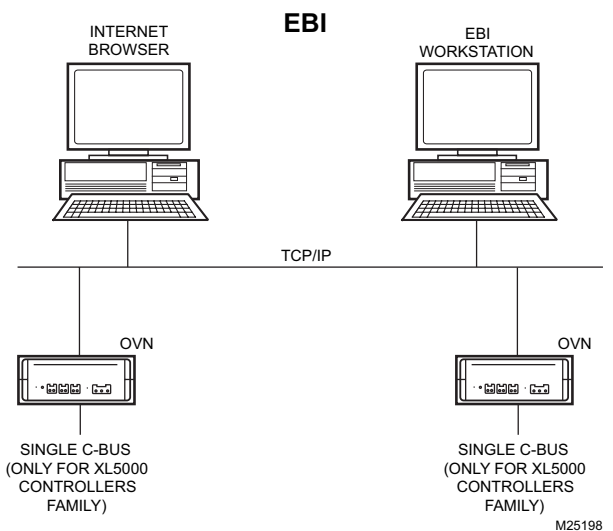 EBI
INTERNET
BROWSER
EBI
WORKSTATION
TCP/IP
OVN
OVN
SINGLE C-BUS
(ONLY FOR XL5000
CONTROLLERS
FAMILY)
SINGLE C-BUS
(ONLY FOR XL5000
CONTROLLERS
FAMILY)
M25198